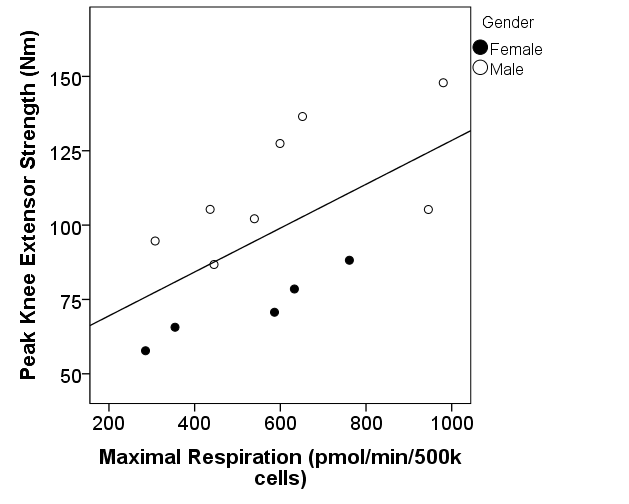 Gender
Female
Male
Peak Knee Extensor Strength (Nm)
150
125
100
75
50
200 400 600 800 1000
Maximal Respiration (pmol/min/500k
cells)